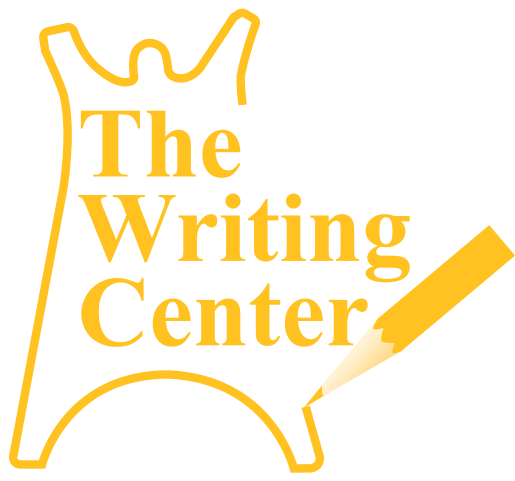 The
Writing
Center